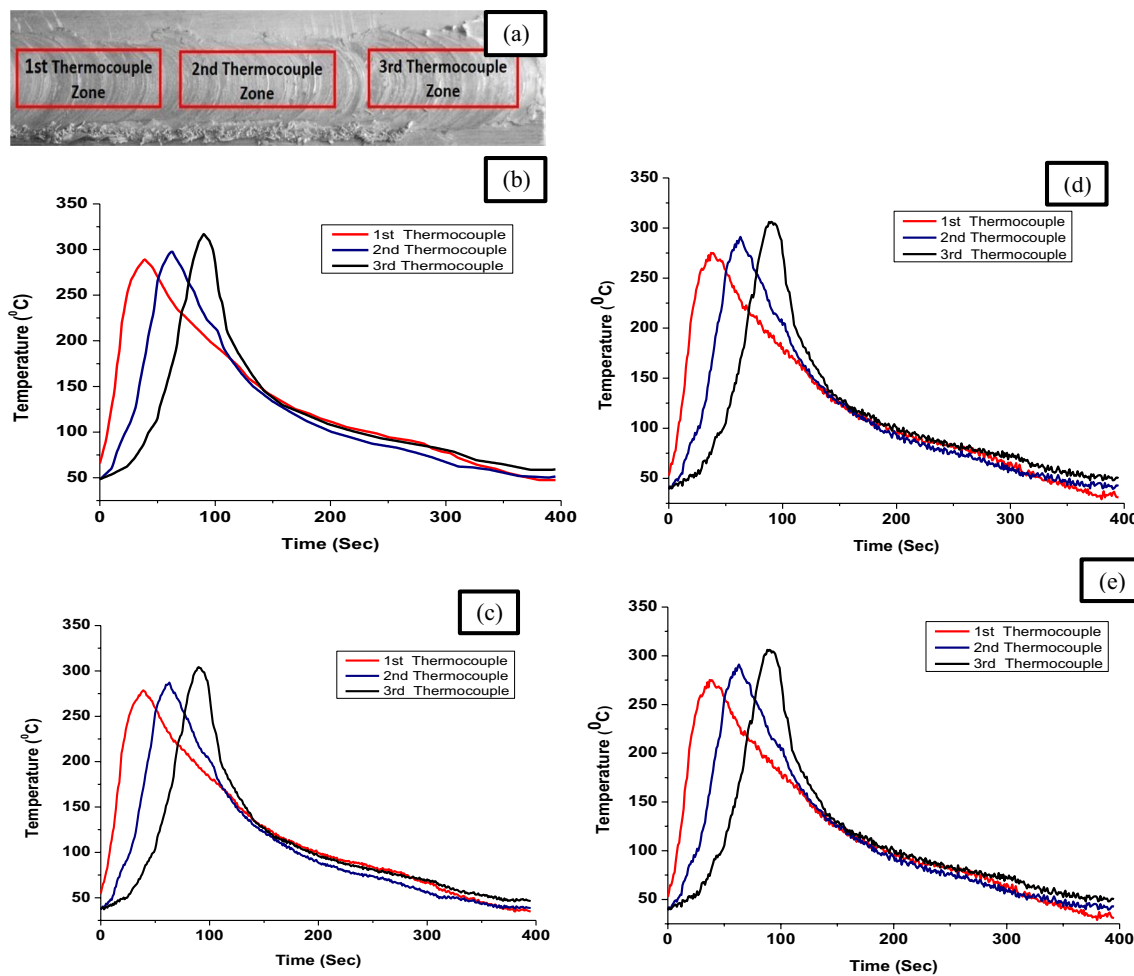 (a)
1st Thermocouple
Zone
2nd Thermocouple
Zone
3rd Thermocouple
Zone
(b)
350
300
250
200
150
100
50
0
100
200
300
400
Temperature (⁰C)
Time (Sec)
1st Thermocouple
2nd Thermocouple
3rd Thermocouple
(d)
350
300
250
200
150
100
50
0
100
200
300
400
Temperature (⁰C)
Time (Sec)
1st Thermocouple
2nd Thermocouple
3rd Thermocouple
(c)
350
300
250
200
150
100
50
0
100
200
300
400
Temperature (⁰C)
Time (Sec)
1st Thermocouple
2nd Thermocouple
3rd Thermocouple
(e)
350
300
250
200
150
100
50
0
100
200
300
400
Temperature (⁰C)
Time (Sec)
1st Thermocouple
2nd Thermocouple
3rd Thermocouple